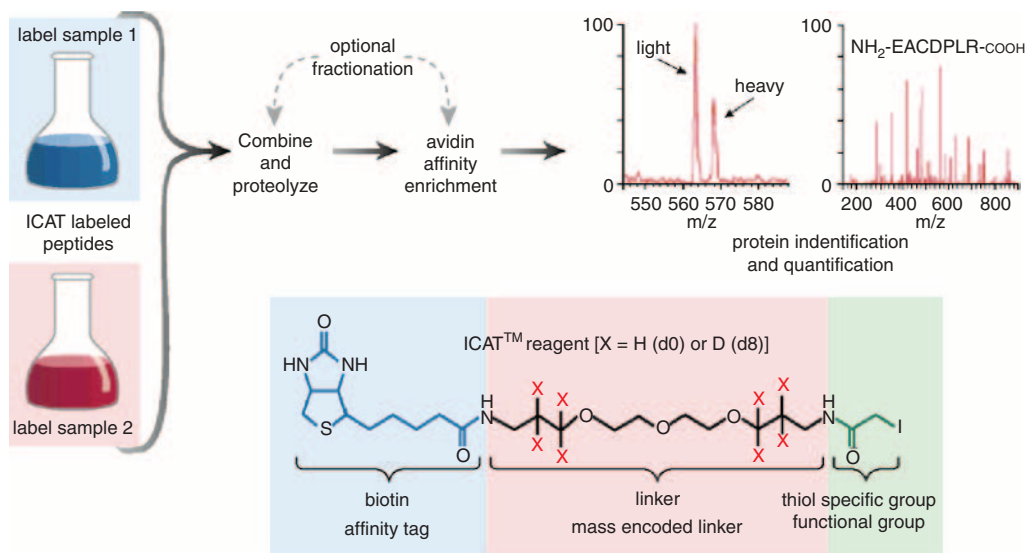 label sample 1
ICAT labeled
peptides
label sample 2
optional
fractionation
Combine
and
proteolyze
avidin
affinity
enrichment
100
light
heavy
0
550 560 570 580
m/z
NH₂-EACDPLR-COOH
100
0
200 400 600 800
m/z
protein indentification
and quantification
ICAT™ reagent [X = H (d0) or D (d8)]
O
HN NH
S
O
H
N
X X
X X
O
O
O
X X
X X
H
N
O
I
biotin
affinity tag
linker
mass encoded linker
thiol specific group
functional group